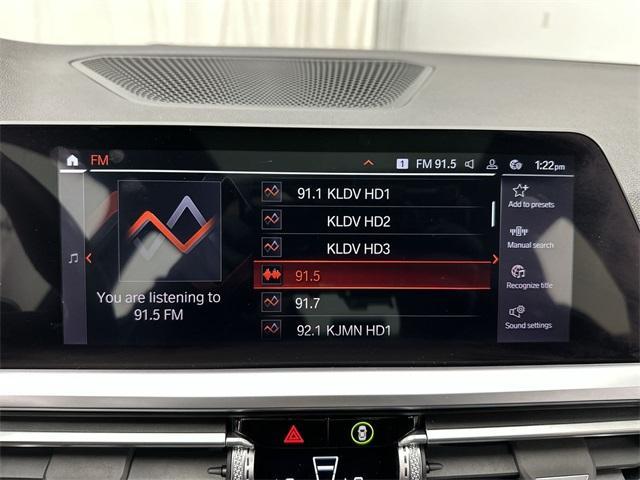 FM
1 FM 91.5 1:22pm
91.1 KLDV HD1
KLDV HD2
KLDV HD3
91.5
91.7
92.1 KJMN HD1
You are listening to
91.5 FM
Add to presets
Manual search
Recognize title
Sound settings